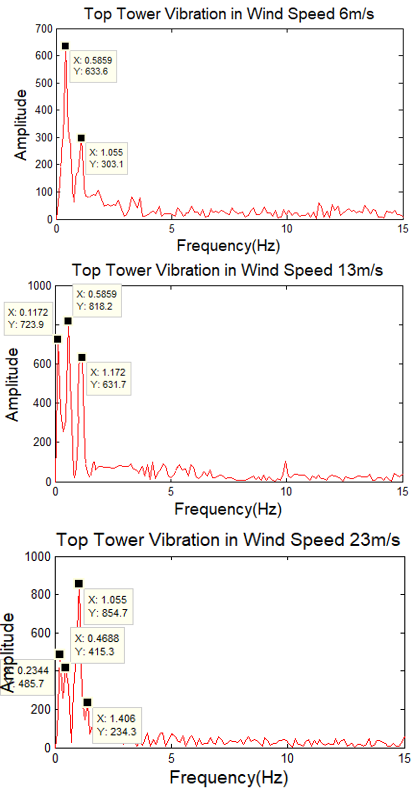 Top Tower Vibration in Wind Speed 6m/s
700
600
500
400
300
200
100
0
Amplitude
X: 0.5859
Y: 633.6
X: 1.055
Y: 303.1
0 5 10 15
Frequency(Hz)
Top Tower Vibration in Wind Speed 13m/s
1000
800
600
400
200
0
Amplitude
X: 0.1172
Y: 723.9
X: 0.5859
Y: 818.2
X: 1.172
Y: 631.7
0 5 10 15
Frequency(Hz)
Top Tower Vibration in Wind Speed 23m/s
1000
800
600
400
200
0
Amplitude
X: 1.055
Y: 854.7
X: 0.4688
Y: 415.3
0.2344
485.7
X: 1.406
Y: 234.3
0 5 10 15
Frequency(Hz)